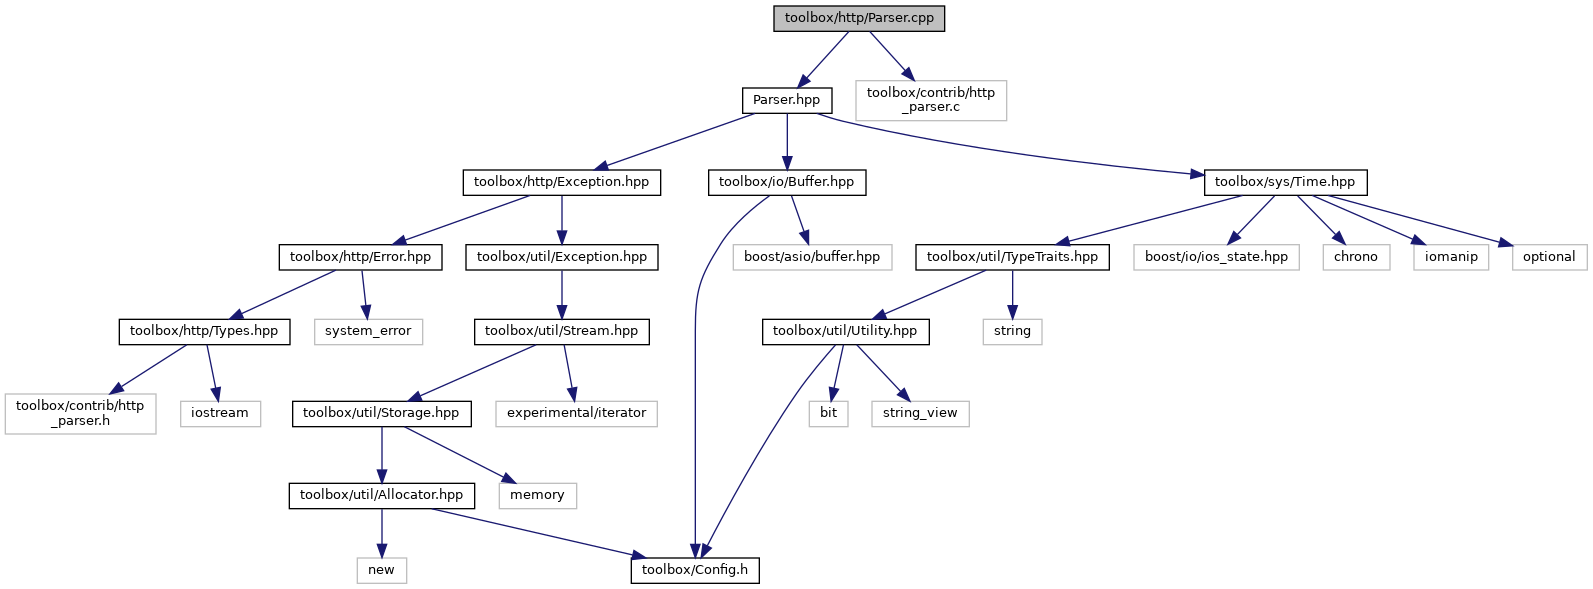 toolbox/http/Parser.cpp
Parser.hpp
toolbox/contrib/http
_parser.c
toolbox/http/Exception.hpp
toolbox/io/Buffer.hpp
toolbox/sys/Time.hpp
toolbox/http/Error.hpp
toolbox/util/Exception.hpp
boost/asio/buffer.hpp
toolbox/util/TypeTraits.hpp
boost/io/ios_state.hpp
chrono
iomanip
optional
toolbox/http/Types.hpp
system_error
toolbox/util/Stream.hpp
toolbox/util/Utility.hpp
string
toolbox/contrib/http
_parser.h
iostream
toolbox/util/Storage.hpp
experimental/iterator
bit
string_view
toolbox/util/Allocator.hpp
memory
new
toolbox/Config.h